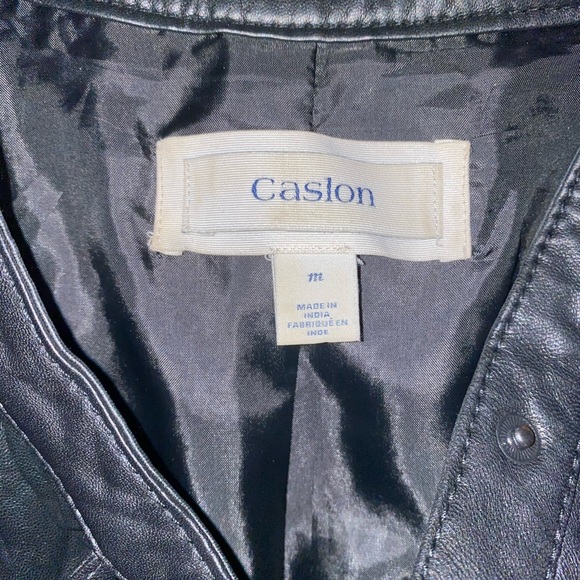 Caslon
m
MADE IN
INDIA
FABRIQUÉ EN
INDE